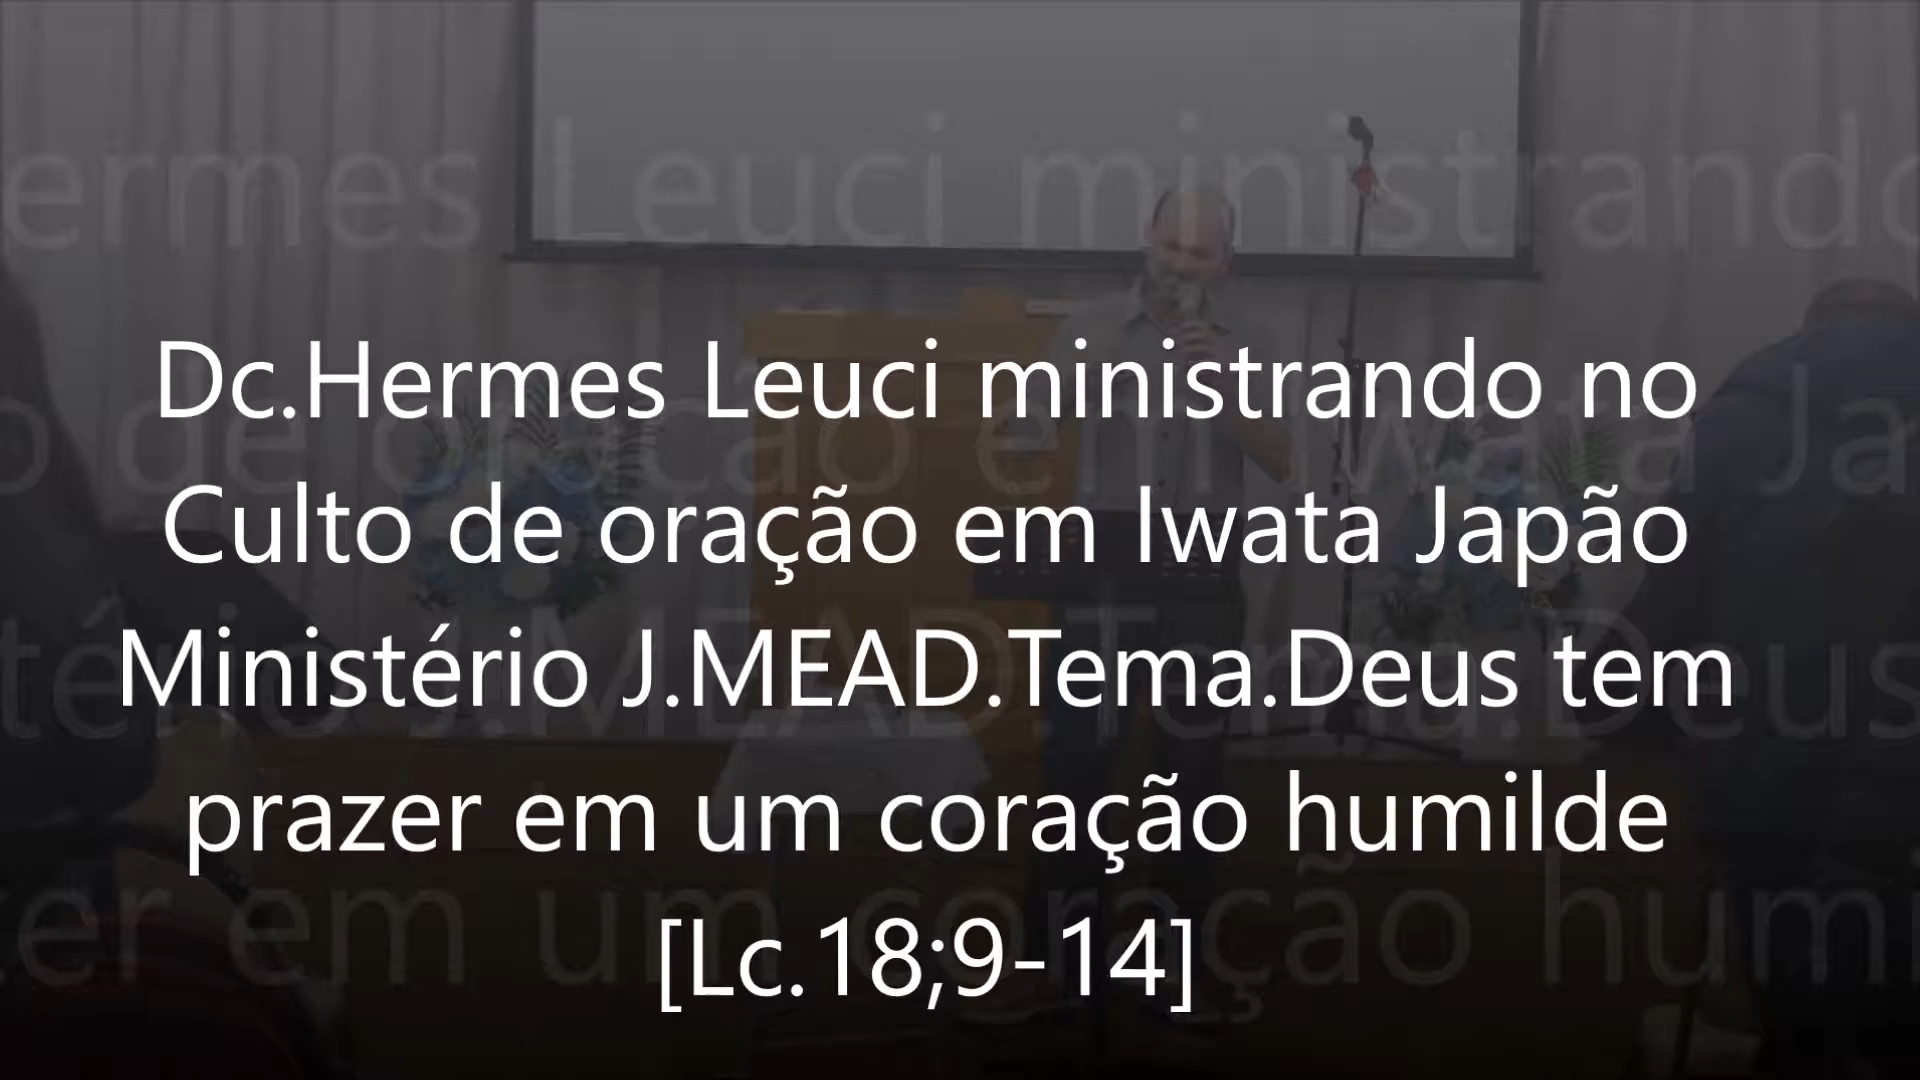 Dc.Hermes Leuci ministrando no
Culto de oração em Iwata Japão
Ministério J.MEAD.Tema.Deus tem
prazer em um coração humilde
[Lc.18;9-14]